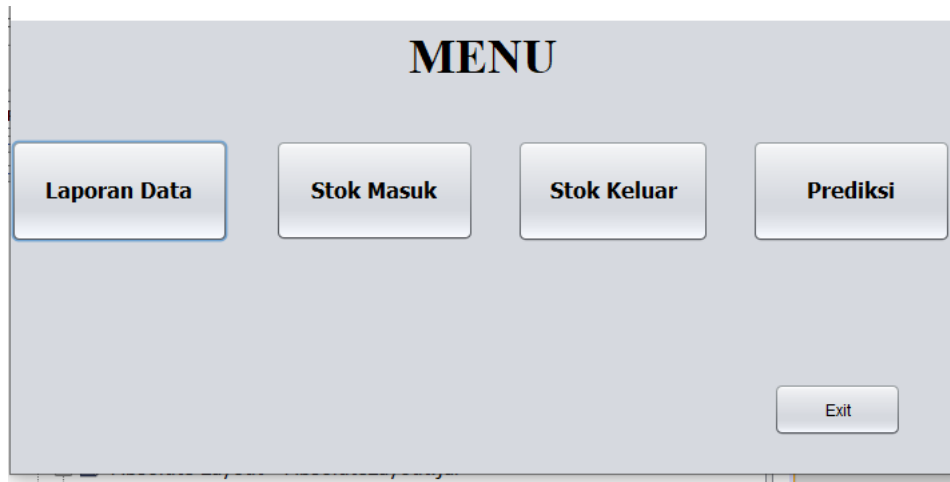 MENU
Laporan Data
Stok Masuk
Stok Keluar
Prediksi
Exit